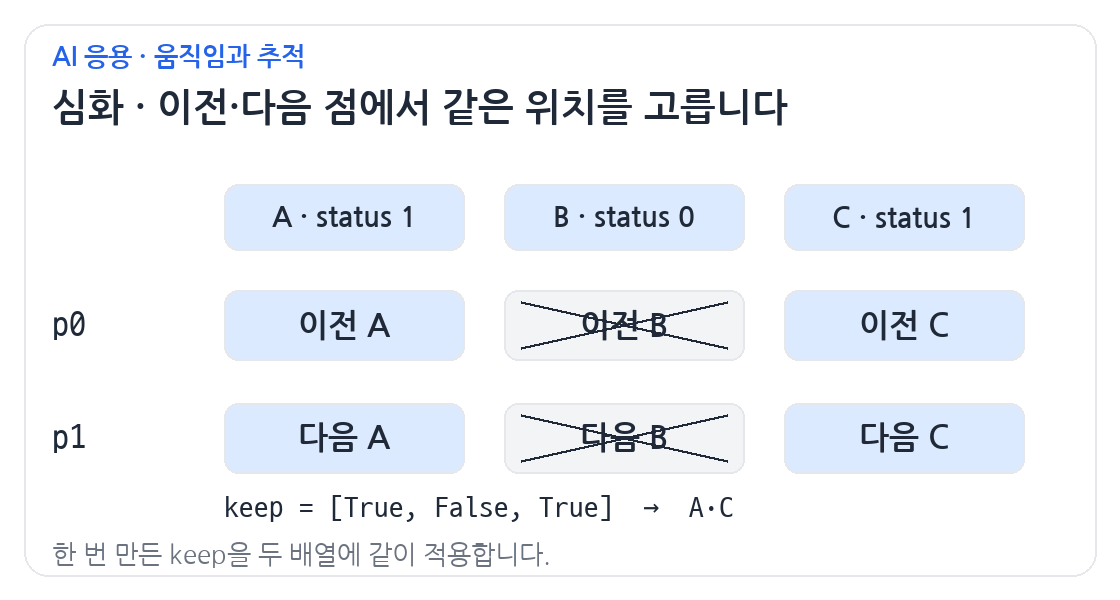 AI 응용 · 움직임과 추적
심화 · 이전·다음 점에서 같은 위치를 고릅니다
A · status 1
B · status 0
C · status 1
p0
이전 A
이전 B
이전 C
p1
다음 A
다음 B
다음 C
keep = [True, False, True] → A·C
한 번 만든 keep을 두 배열에 같이 적용합니다.